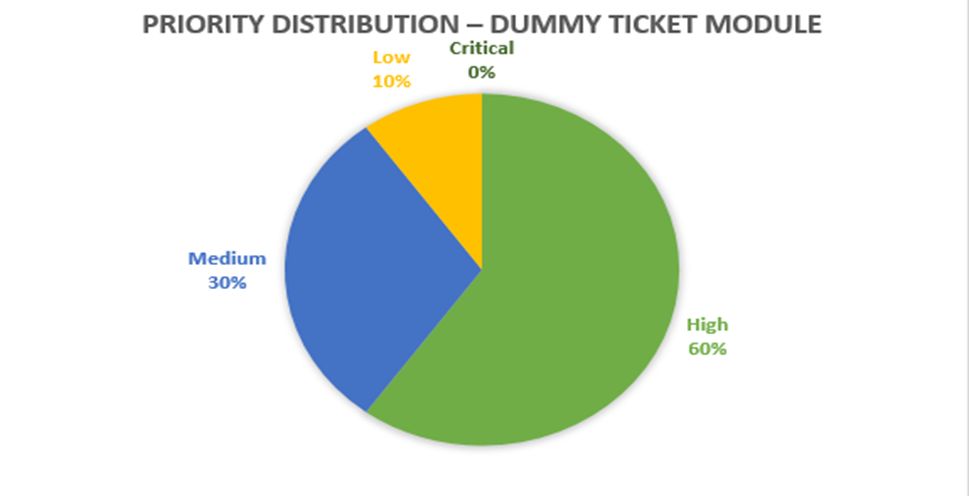 PRIORITY DISTRIBUTION – DUMMY TICKET MODULE
Critical
0%
Low
10%
Medium
30%
High
60%